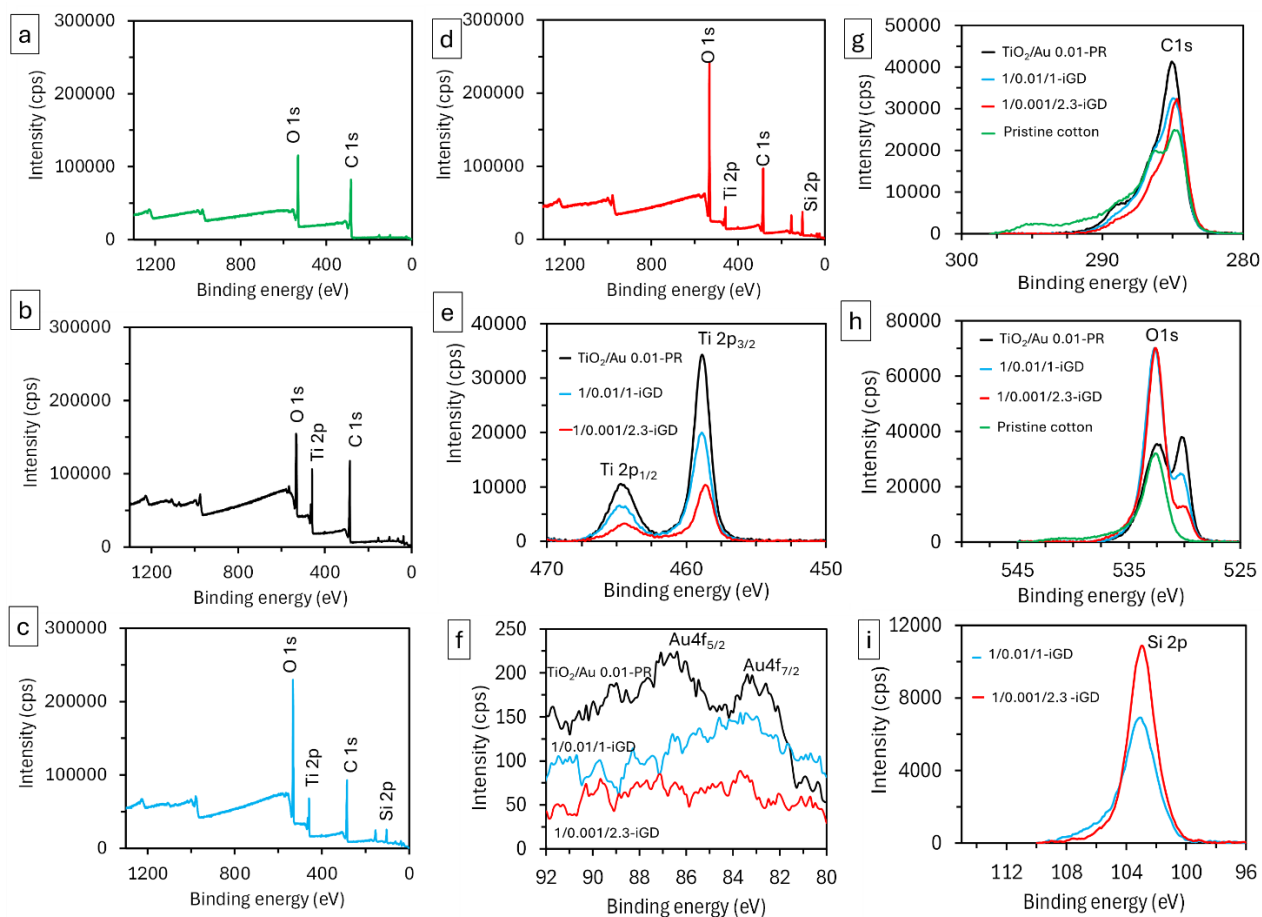 a
300000
200000
100000
0
Intensity (cps)
O 1s
C 1s
1200 800 400 0
Binding energy (eV)
b
300000
200000
100000
0
Intensity (cps)
O 1s
Ti 2p
C 1s
1200 800 400 0
Binding energy (eV)
c
300000
200000
100000
0
Intensity (cps)
O 1s
Ti 2p
C 1s
Si 2p
1200 800 400 0
Binding energy (eV)
d
300000
200000
100000
0
Intensity (cps)
O 1s
Ti 2p
C 1s
Si 2p
1200 800 400 0
Binding energy (eV)
e
40000
30000
20000
10000
0
Intensity (cps)
Ti 2p3/2
TiO2/Au 0.01-PR
1/0.01/1-iGD
1/0.001/2.3-iGD
Ti 2p1/2
470 460 450
Binding energy (eV)
f
250
200
150
100
50
0
Intensity (cps)
Au4f5/2
Au4f7/2
TiO2/Au 0.01-PR
1/0.01/1-iGD
1/0.001/2.3-iGD
92 90 88 86 84 82 80
Binding energy (eV)
g
50000
40000
30000
20000
10000
0
Intensity (cps)
C1s
TiO2/Au 0.01-PR
1/0.01/1-iGD
1/0.001/2.3-iGD
Pristine cotton
300 290 280
Binding energy (eV)
h
80000
60000
40000
20000
0
Intensity (cps)
O1s
TiO2/Au 0.01-PR
1/0.01/1-iGD
1/0.001/2.3-iGD
Pristine cotton
545 535 525
Binding energy (eV)
i
12000
8000
4000
0
Intensity (cps)
Si 2p
1/0.01/1-iGD
1/0.001/2.3-iGD
112 108 104 100 96
Binding energy (eV)